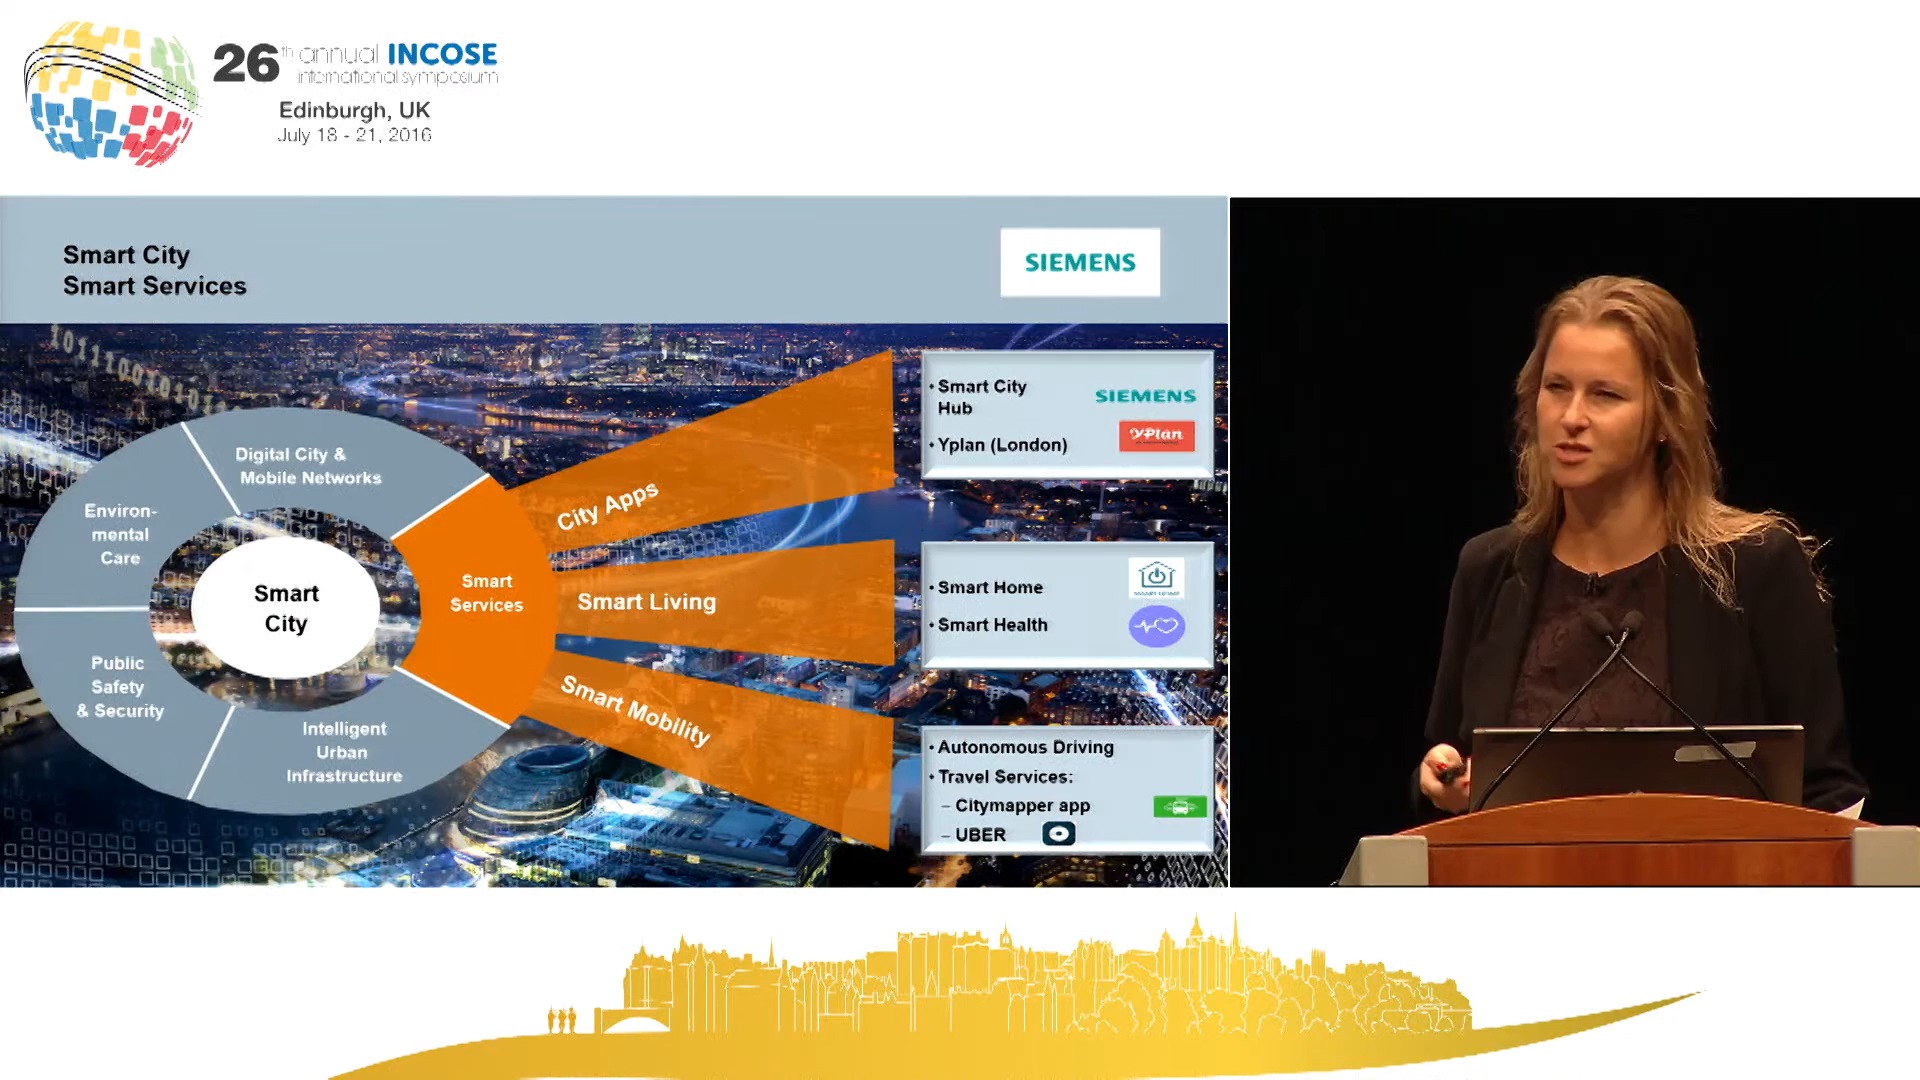 26th annual INCOSE
international symposium
Edinburgh, UK
July 18 - 21, 2016
Smart City
Smart Services
SIEMENS
101110010101
Digital City &
Mobile Networks
Environ-
mental
Care
Smart
City
Public
Safety
& Security
Intelligent
Urban
Infrastructure
Smart
Services
City Apps
Smart Living
Smart Mobility
• Smart City
Hub
SIEMENS
• Yplan (London)
YPlan
• Smart Home
SMART HOME
• Smart Health
• Autonomous Driving
• Travel Services:
– Citymapper app
– UBER